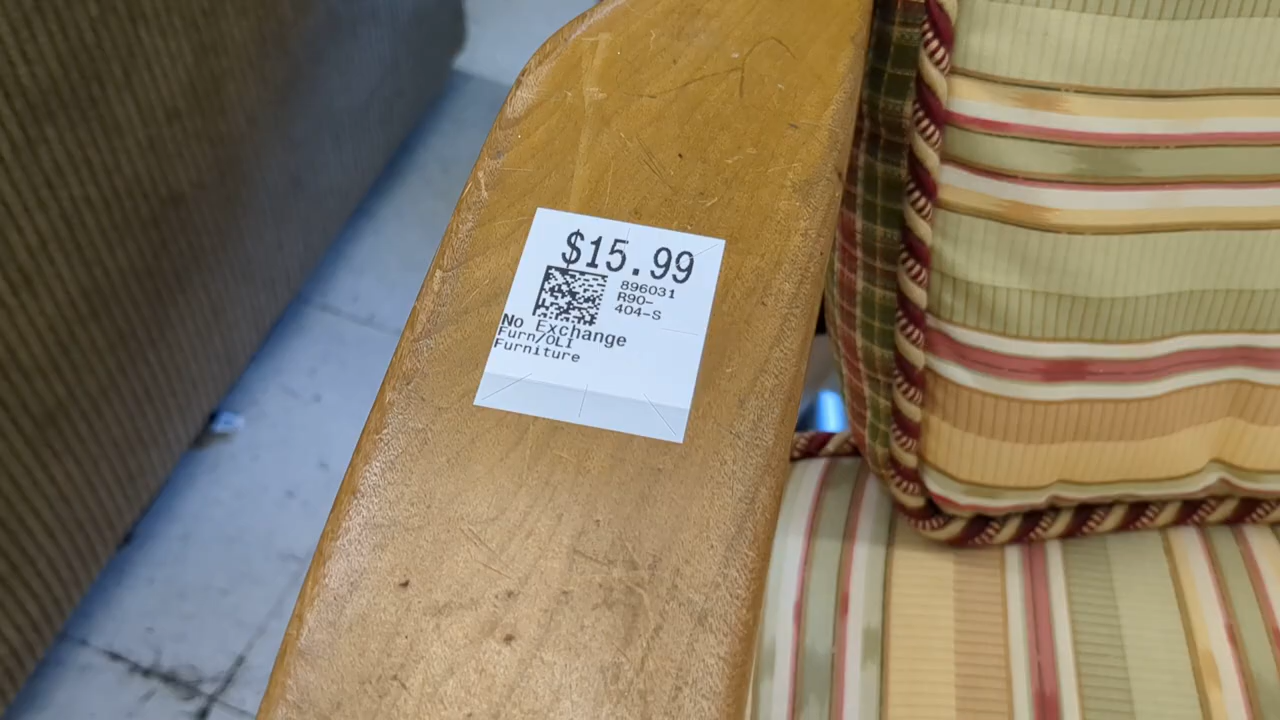 $15.99
896031
R90-
404-S
No Exchange
Furn/OLI
Furniture